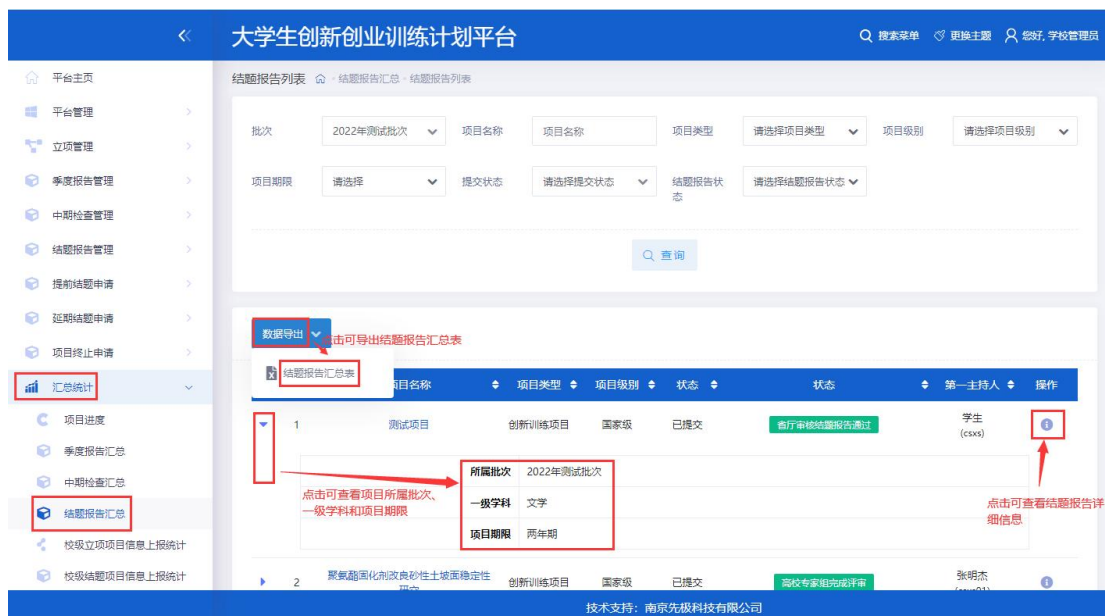 大学生创新创业训练计划平台
搜索菜单 更换主题 您好, 学校管理员
平台主页
平台管理
立项管理
季度报告管理
中期检查管理
结题报告管理
提前结题申请
延期结题申请
项目终止申请
汇总统计
项目进度
季度报告汇总
中期检查汇总
结题报告汇总
校级立项项目信息上报统计
校级结题项目信息上报统计
结题报告列表 - 结题报告汇总 - 结题报告列表
批次 2022年测试批次 项目名称 项目名称 项目类型 请选择项目类型 项目级别 请选择项目级别
项目期限 请选择 提交状态 请选择提交状态 结题报告状态 请选择结题报告状态
查询
数据导出
点击可导出结题报告汇总表
结题报告汇总表
项目名称 项目类型 项目级别 状态 状态 第一主持人 操作
1 测试项目 创新训练项目 国家级 已提交 省厅审核结题报告通过 学生
(csxs)
所属批次 2022年测试批次
一级学科 文学
项目期限 两年期
点击可查看项目所属批次、
一级学科和项目期限
点击可查看结题报告详
细信息
2 聚氨酯固化剂改良砂性土坡面稳定性 创新训练项目 国家级 已提交 高校专家组完成评审 张明杰
技术支持：南京先极科技有限公司